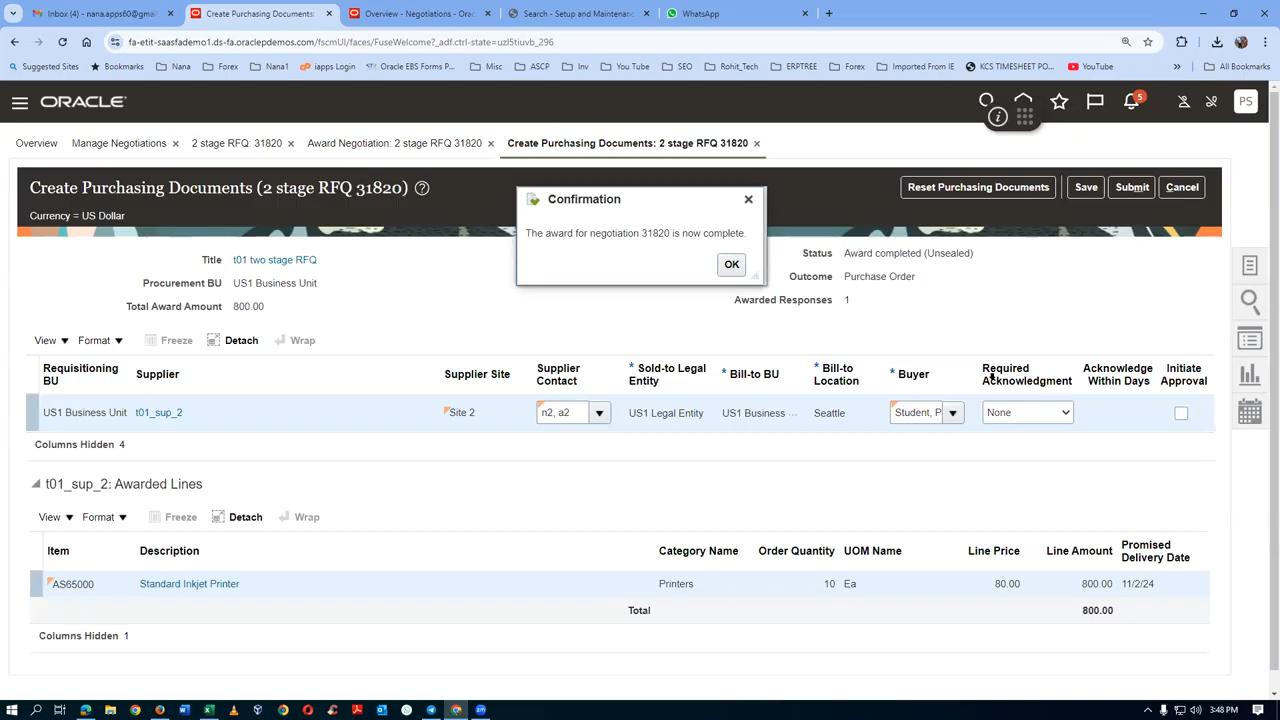 Inbox (4) - nana.apps60@gmail
Create Purchasing Documents:
Overview - Negotiations - Orac
Search - Setup and Maintenanc
WhatsApp
fa-etit-saasfademo1.ds-fa.oraclepdemos.com/fscmUI/faces/FuseWelcome?_adf.ctrl-state=uzl5tiuvb_296
Suggested Sites Bookmarks Nana Forex Nana1 iapps Login Oracle EBS Forms P... Misc ASCP Inv You Tube SEO Rohit_Tech ERPTREE Forex Imported From IE KCS TIMESHEET PO... YouTube » All Bookmarks
ORACLE
5
PS
Overview Manage Negotiations 2 stage RFQ: 31820 Award Negotiation: 2 stage RFQ 31820 Create Purchasing Documents: 2 stage RFQ 31820
Create Purchasing Documents (2 stage RFQ 31820)
Reset Purchasing Documents Save Submit Cancel
Currency = US Dollar
Confirmation
The award for negotiation 31820 is now complete.
OK
Title t01 two stage RFQ
Procurement BU US1 Business Unit
Total Award Amount 800.00
Status Award completed (Unsealed)
Outcome Purchase Order
Awarded Responses 1
View Format Freeze Detach Wrap
Requisitioning BU Supplier Supplier Site Supplier Contact * Sold-to Legal Entity * Bill-to BU * Bill-to Location * Buyer Required Acknowledgment Acknowledge Within Days Initiate Approval
US1 Business Unit t01_sup_2 Site 2 n2, a2 US1 Legal Entity US1 Business ... Seattle Student, P None
Columns Hidden 4
t01_sup_2: Awarded Lines
View Format Freeze Detach Wrap
Item Description Category Name Order Quantity UOM Name Line Price Line Amount Promised Delivery Date
AS65000 Standard Inkjet Printer Printers 10 Ea 80.00 800.00 11/2/24
Total 800.00
Columns Hidden 1
3:48 PM